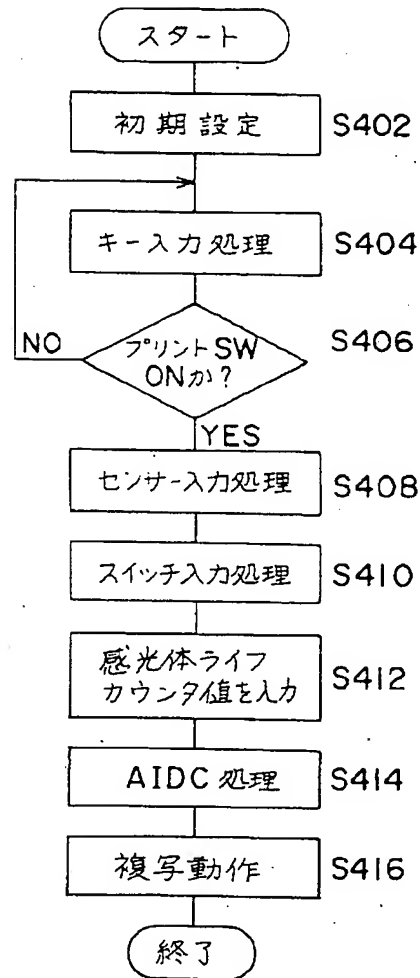 スタート
初期設定 S402
キー入力処理 S404
NO
プリントSW S406
ONか?
YES
センサー入力処理 S408
スイッチ入力処理 S410
感光体ライフ
カウンタ値を入力 S412
AIDC処理 S414
複写動作 S416
終了